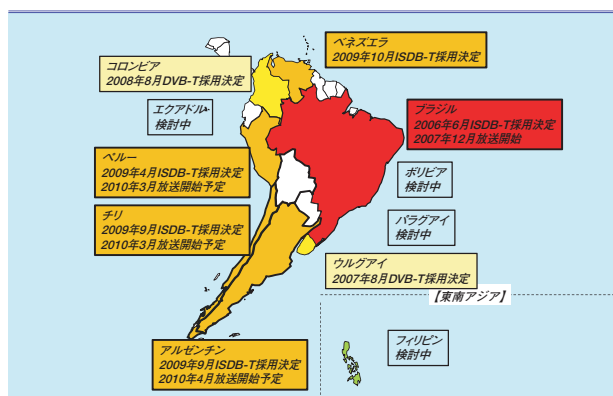 ベネズエラ
2009年10月ISDB-T採用決定
コロンビア
2008年8月DVB-T採用決定
エクアドル
検討中
ブラジル
2006年6月ISDB-T採用決定
2007年12月放送開始
ペルー
2009年4月ISDB-T採用決定
2010年3月放送開始予定
ボリビア
検討中
チリ
2009年9月ISDB-T採用決定
2010年3月放送開始予定
パラグアイ
検討中
ウルグアイ
2007年8月DVB-T採用決定
【東南アジア】
フィリピン
検討中
アルゼンチン
2009年9月ISDB-T採用決定
2010年4月放送開始予定